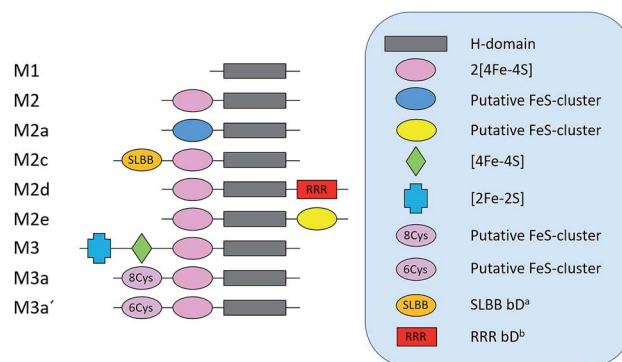 M1
M2
M2a
M2c SLBB
M2d RRR
M2e
M3
M3a 8Cys
M3a´ 6Cys
H-domain
2[4Fe-4S]
Putative FeS-cluster
Putative FeS-cluster
[4Fe-4S]
[2Fe-2S]
8Cys Putative FeS-cluster
6Cys Putative FeS-cluster
SLBB SLBB bDᵃ
RRR RRR bDᵇ